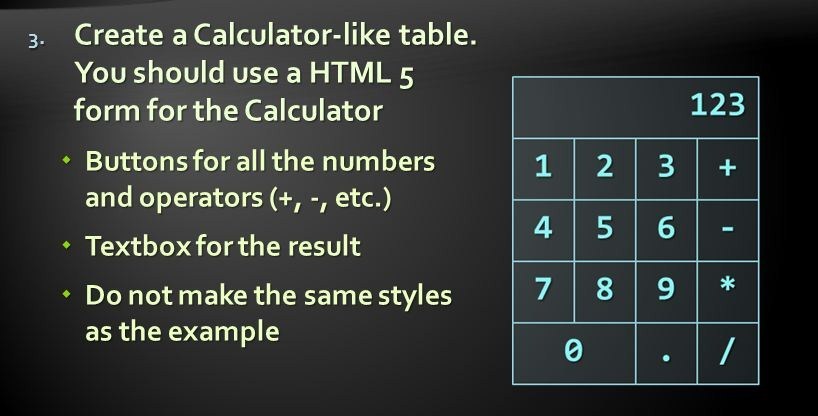 3. Create a Calculator-like table.
You should use a HTML 5
form for the Calculator
Buttons for all the numbers
and operators (+, -, etc.)
Textbox for the result
Do not make the same styles
as the example
123
1 2 3 +
4 5 6 -
7 8 9 *
0 . /